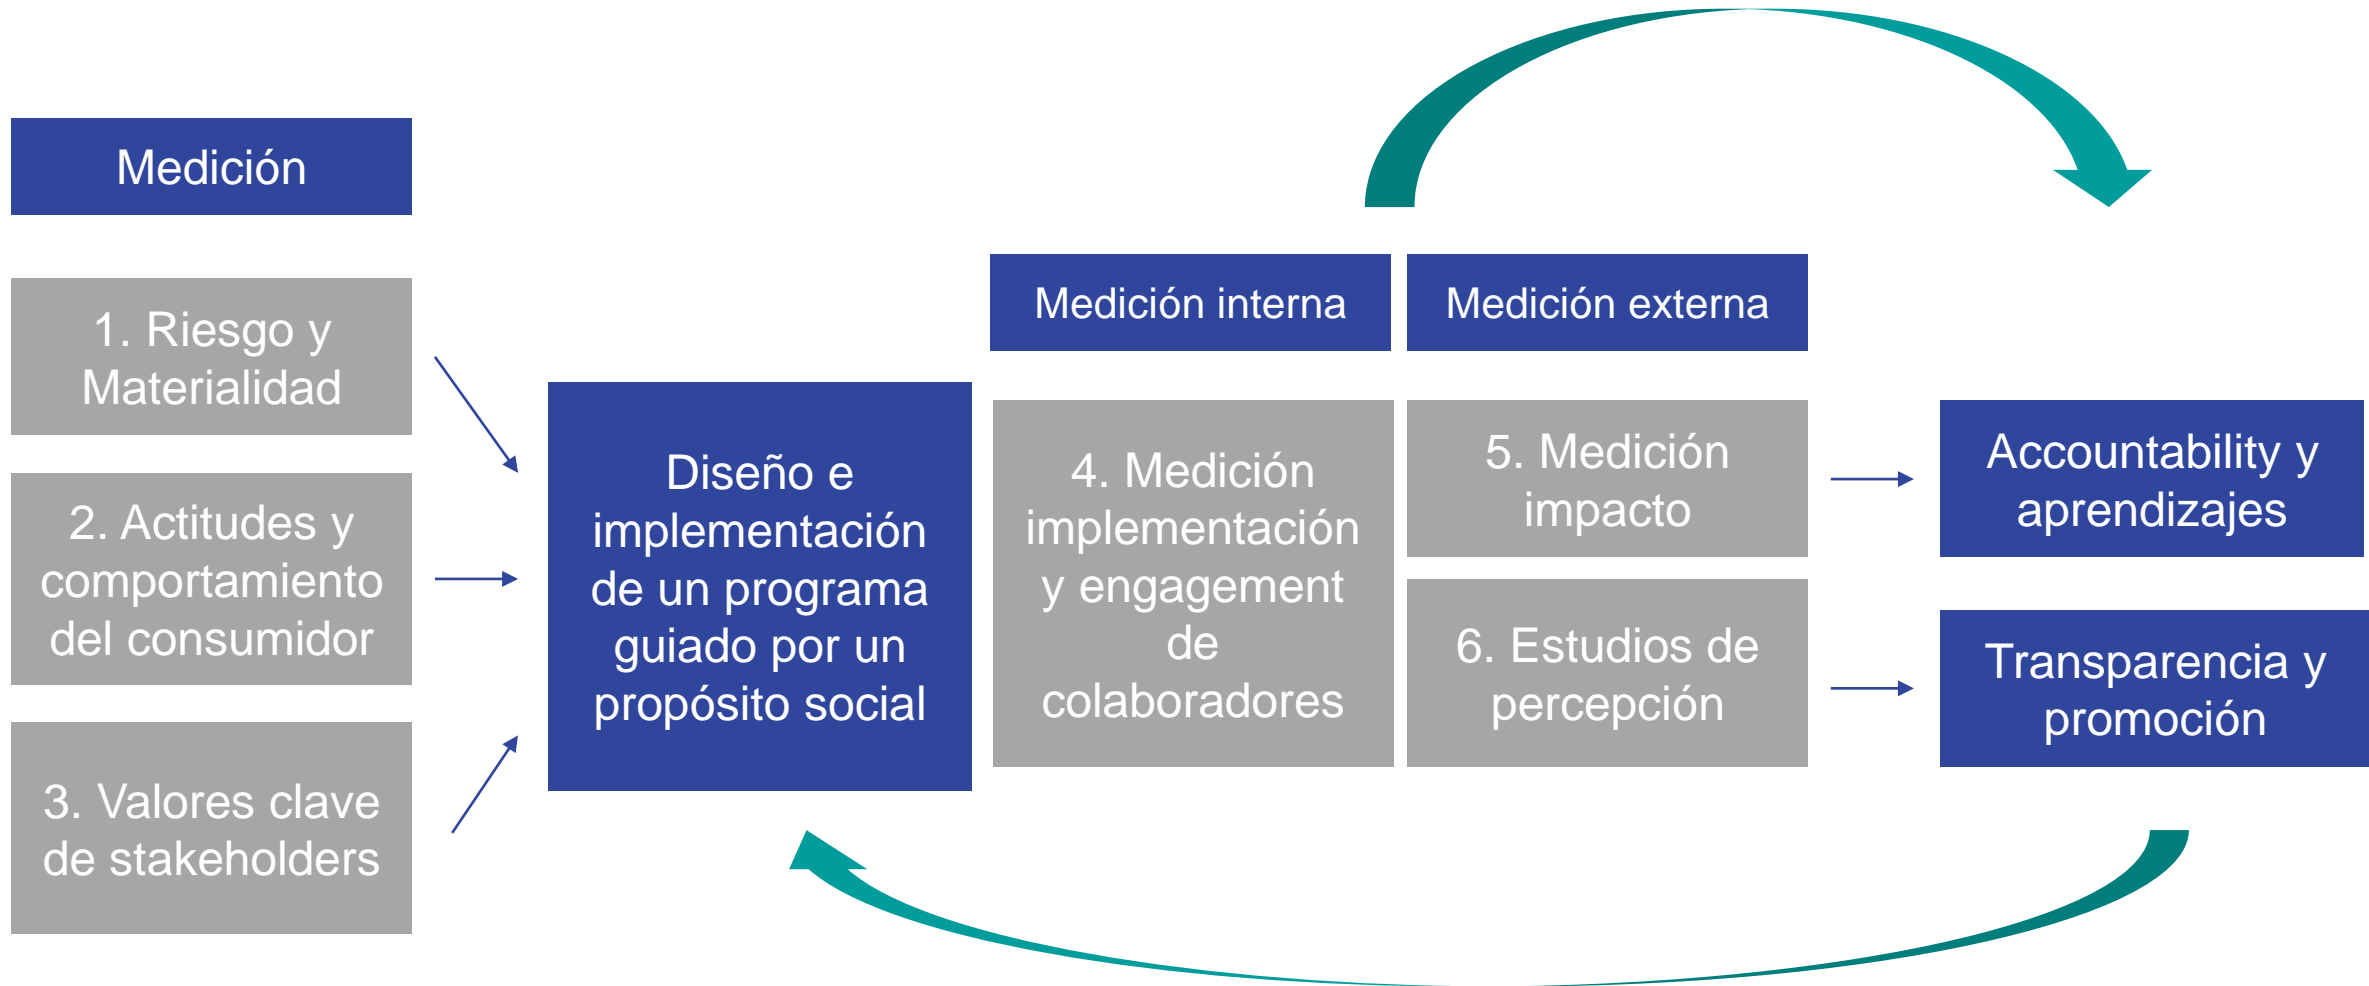 Medición
1. Riesgo y
Materialidad
2. Actitudes y
comportamiento
del consumidor
3. Valores clave
de stakeholders
Diseño e
implementación
de un programa
guiado por un
propósito social
Medición interna
4. Medición
implementación
y engagement
de
colaboradores
Medición externa
5. Medición
impacto
6. Estudios de
percepción
Accountability y
aprendizajes
Transparencia y
promoción